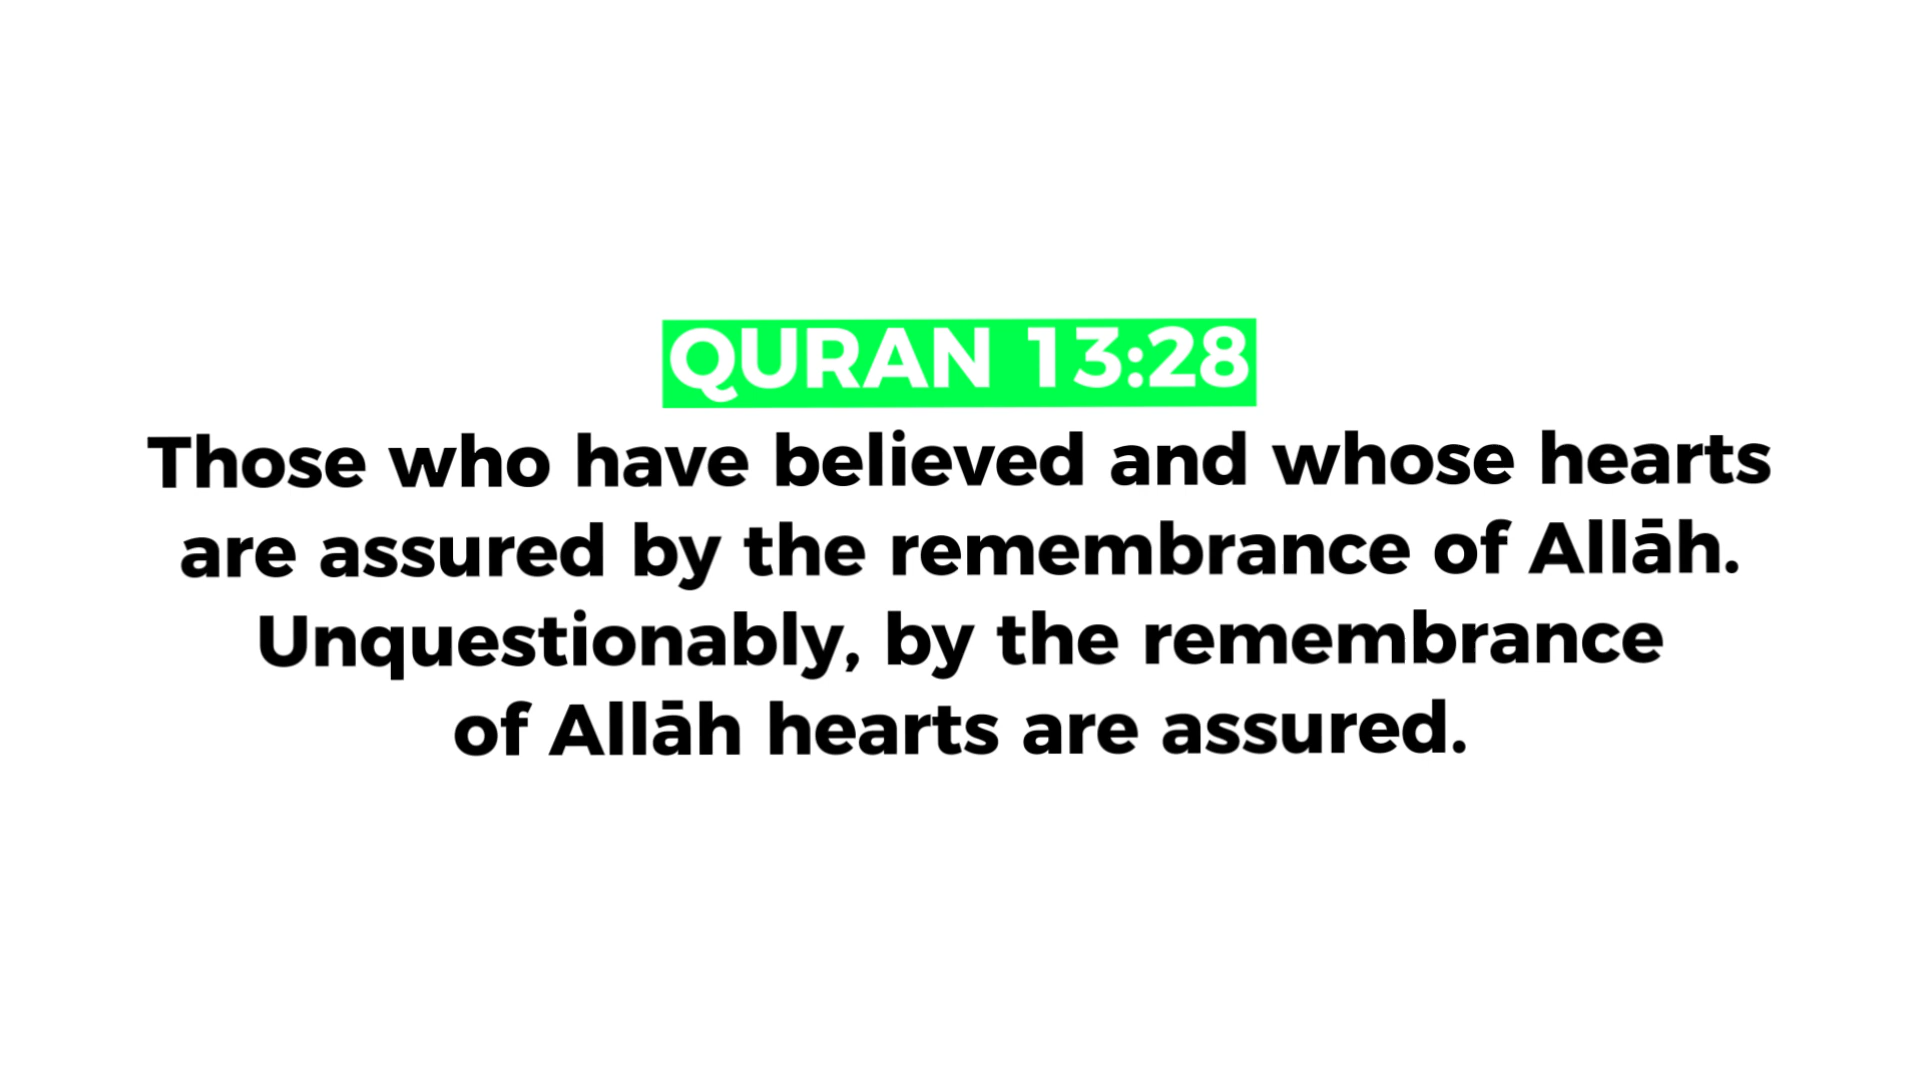 QURAN 13:28
Those who have believed and whose hearts
are assured by the remembrance of Allāh.
Unquestionably, by the remembrance
of Allāh hearts are assured.